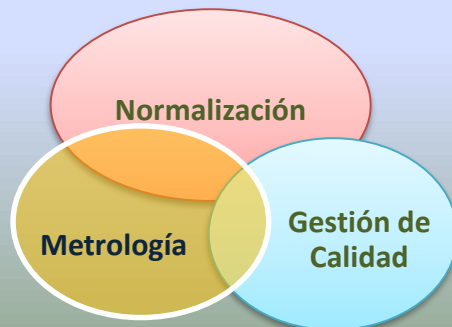 Normalización
Metrología
Gestión de
Calidad